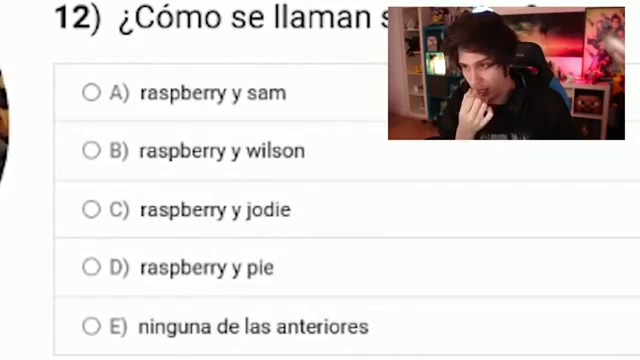 12) ¿Cómo se llaman
A) raspberry y sam
B) raspberry y wilson
C) raspberry y jodie
D) raspberry y pie
E) ninguna de las anteriores